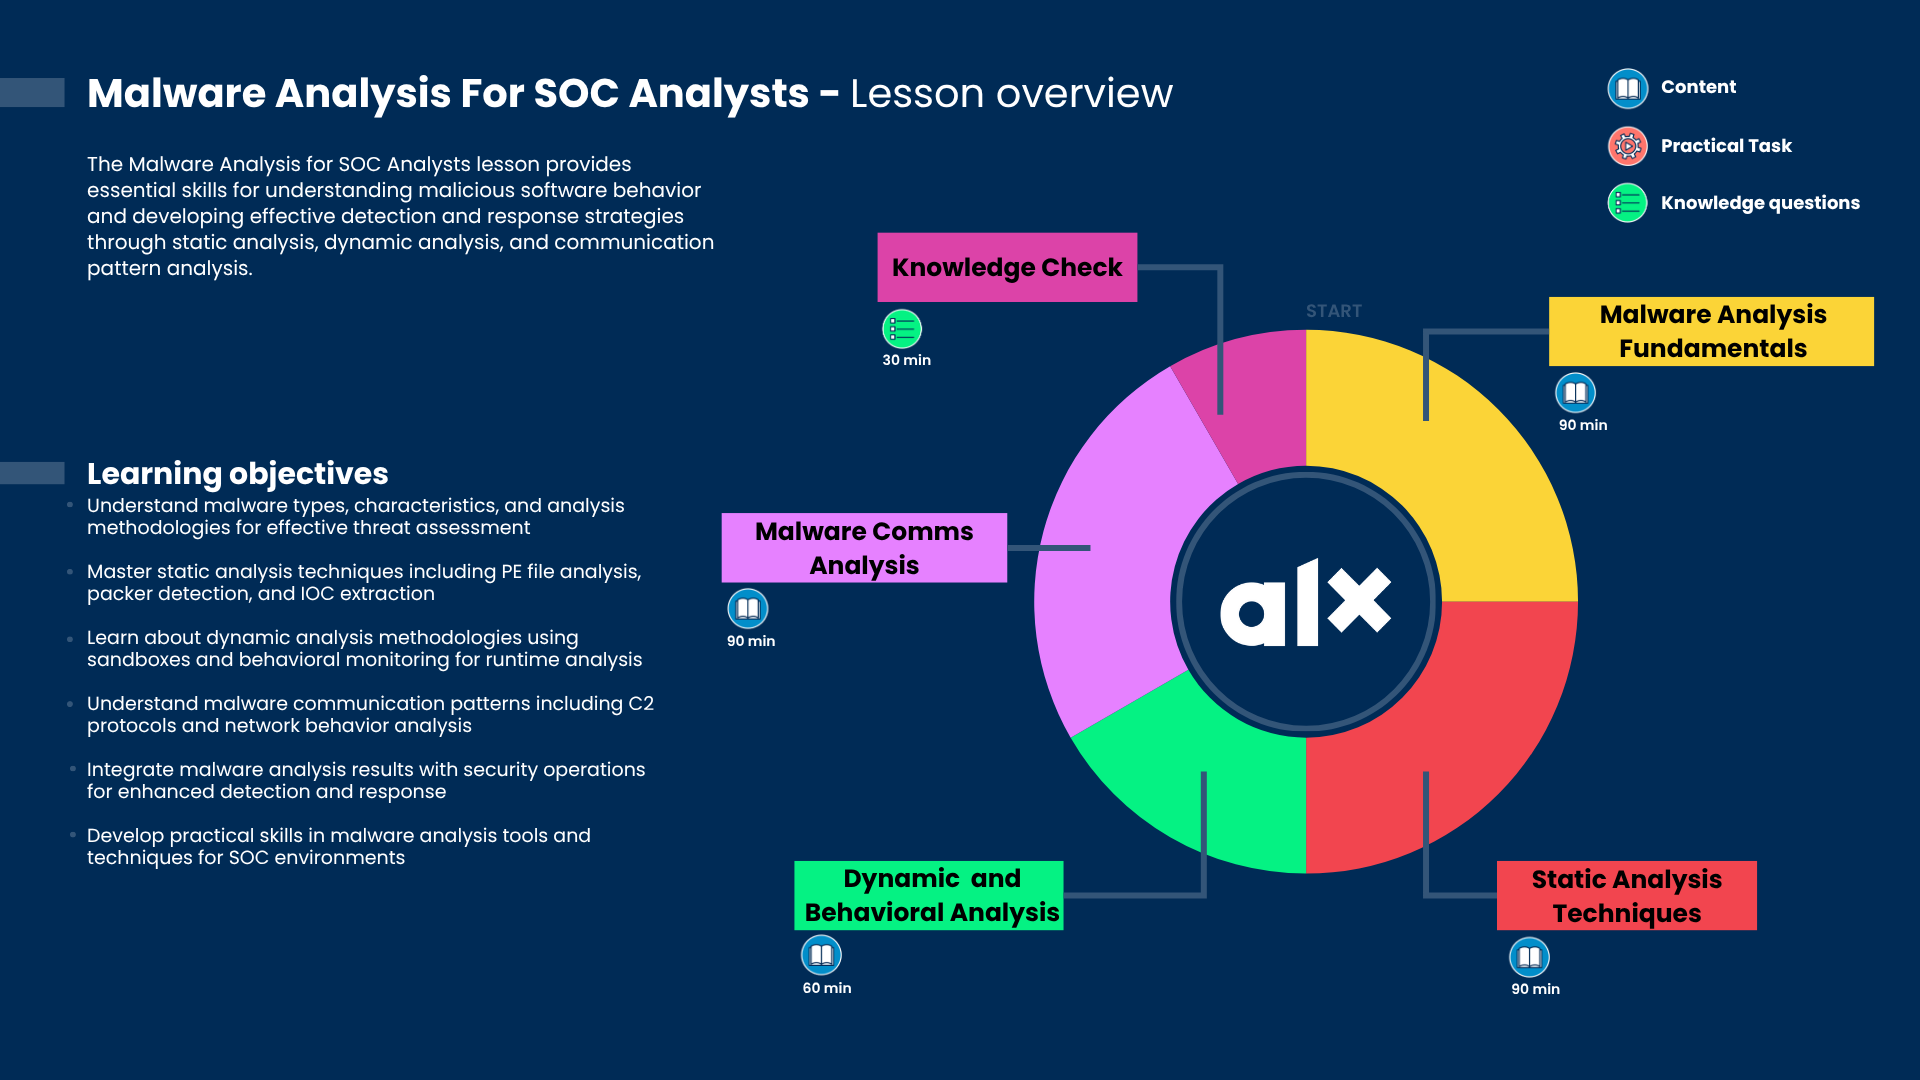 Malware Analysis For SOC Analysts - Lesson overview
The Malware Analysis for SOC Analysts lesson provides
essential skills for understanding malicious software behavior
and developing effective detection and response strategies
through static analysis, dynamic analysis, and communication
pattern analysis.
Learning objectives
Understand malware types, characteristics, and analysis
methodologies for effective threat assessment
Master static analysis techniques including PE file analysis,
packer detection, and IOC extraction
Learn about dynamic analysis methodologies using
sandboxes and behavioral monitoring for runtime analysis
Understand malware communication patterns including C2
protocols and network behavior analysis
Integrate malware analysis results with security operations
for enhanced detection and response
Develop practical skills in malware analysis tools and
techniques for SOC environments
Content
Practical Task
Knowledge questions
START
Malware Analysis
Fundamentals
90 min
Static Analysis
Techniques
90 min
Dynamic and
Behavioral Analysis
60 min
Malware Comms
Analysis
90 min
Knowledge Check
30 min
alx